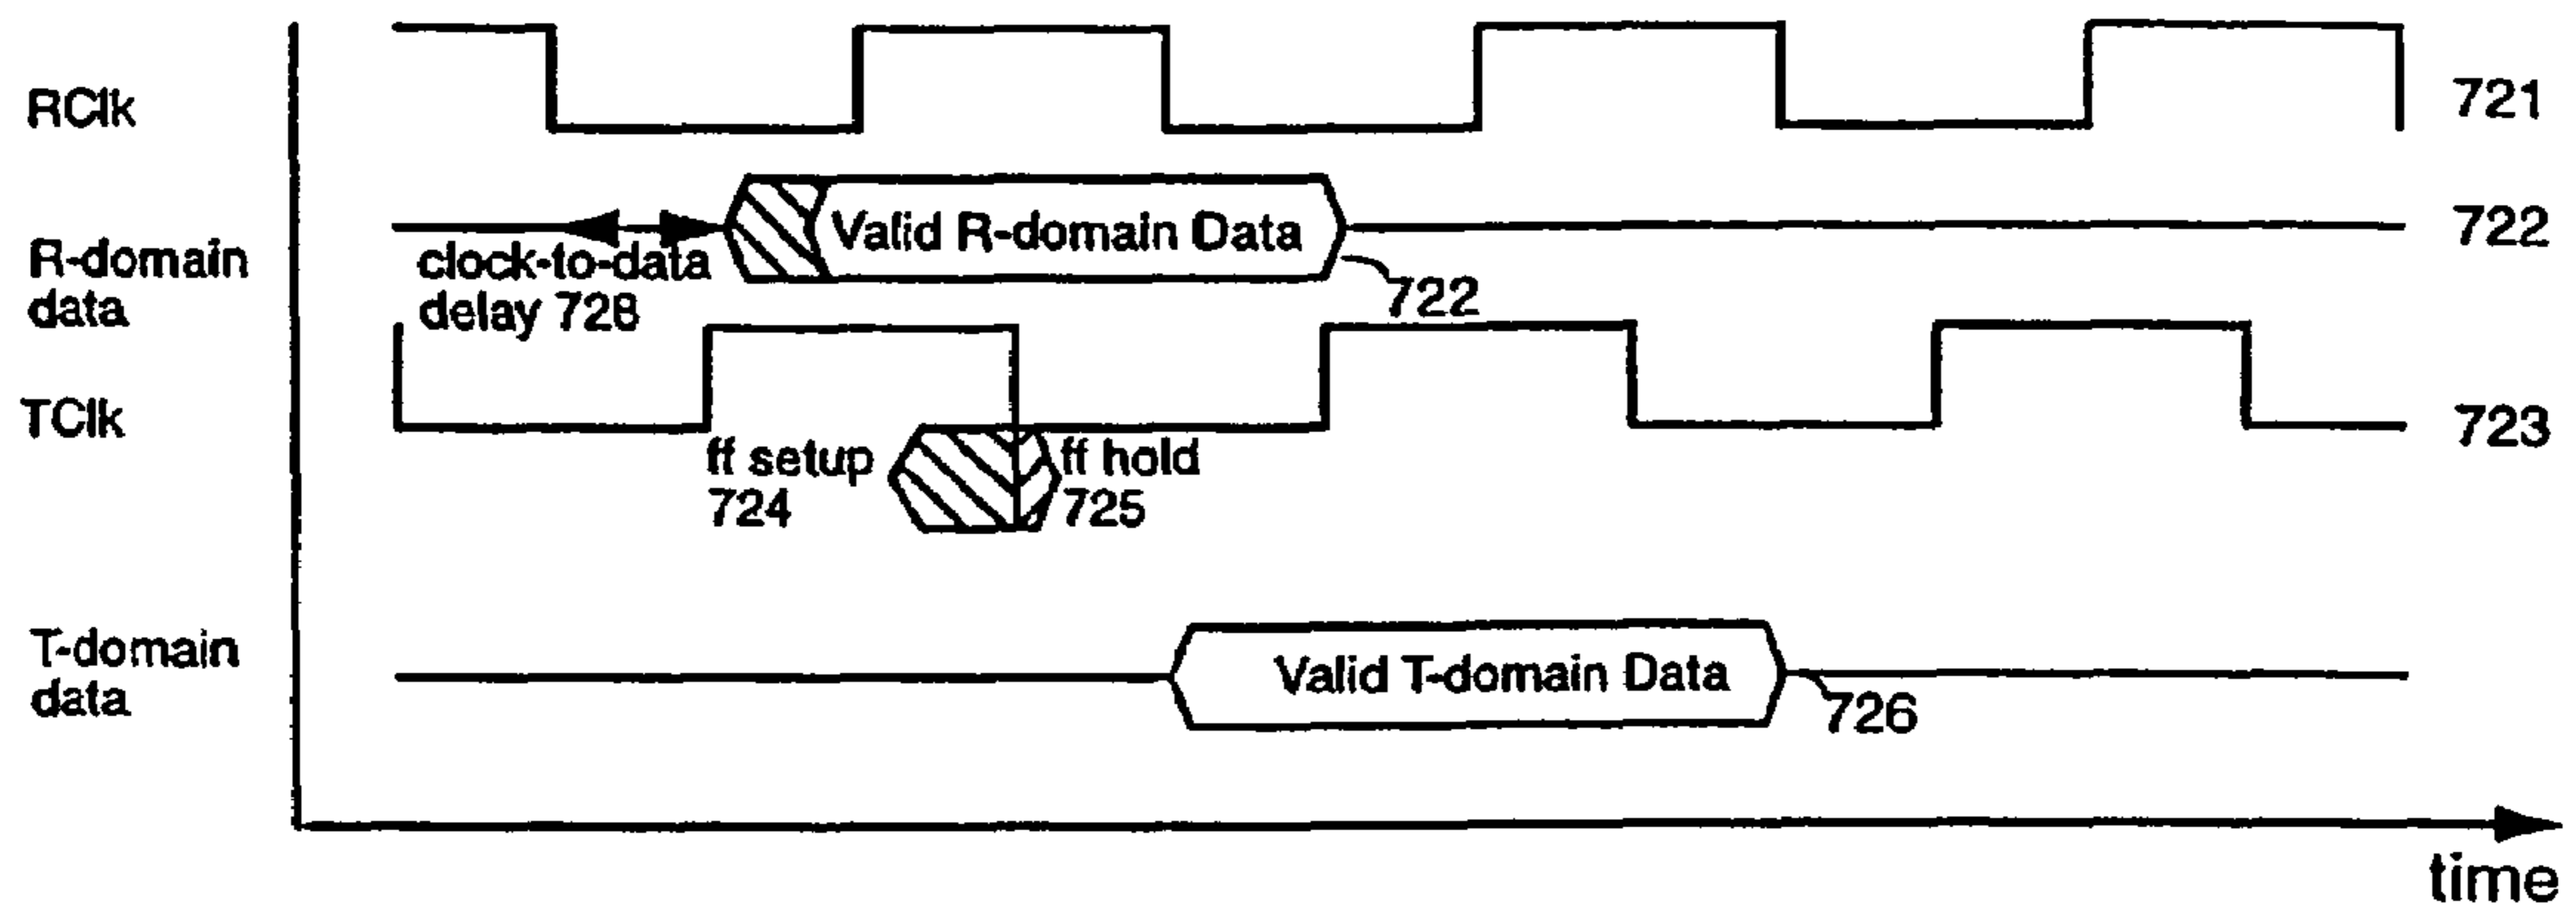 RClk
721
Valid R-domain Data
722
R-domain
data
clock-to-data
delay 728
722
TClk
723
ff setup
724
ff hold
725
T-domain
data
Valid T-domain Data
726
time